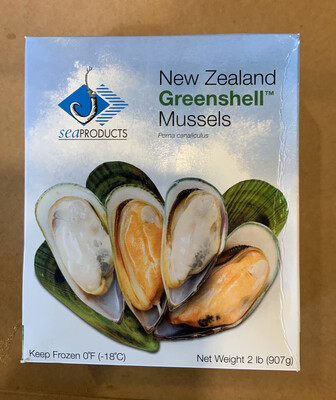 New Zealand
Greenshell™
Mussels
Perna canaliculus
seaPRODUCTS
Keep Frozen 0°F (-18°C)
Net Weight 2 lb (907g)